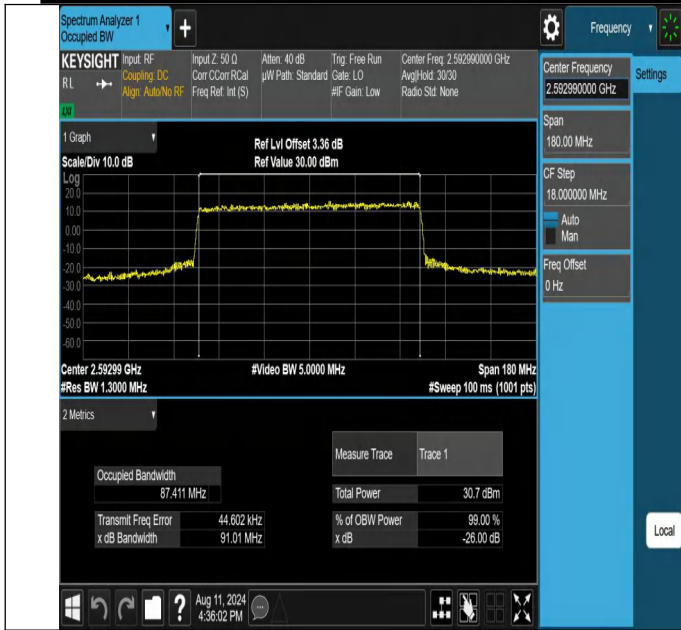 Spectrum Analyzer 1
Occupied BW
+
Frequency
KEYSIGHT
RL
LXI
Input: RF
Coupling: DC
Align: Auto/No RF
Input Z: 50 Ω
Corr CCorr RCal
Freq Ref: Int (S)
Atten: 40 dB
µW Path: Standard
Trig: Free Run
Gate: LO
#IF Gain: Low
Center Freq: 2.592990000 GHz
Avg|Hold: 30/30
Radio Std: None
Center Frequency
2.592990000 GHz
Settings
Span
180.00 MHz
CF Step
18.000000 MHz
Auto
Man
Freq Offset
0 Hz
Local
1 Graph
Scale/Div 10.0 dB
Ref Lvl Offset 3.36 dB
Ref Value 30.00 dBm
Log
20.0
10.0
0.00
-10.0
-20.0
-30.0
-40.0
-50.0
-60.0
Center 2.59299 GHz
#Video BW 5.0000 MHz
Span 180 MHz
#Res BW 1.3000 MHz
#Sweep 100 ms (1001 pts)
2 Metrics
Measure Trace
Trace 1
Occupied Bandwidth
87.411 MHz
Total Power
30.7 dBm
Transmit Freq Error
44.602 kHz
% of OBW Power
99.00 %
x dB Bandwidth
91.01 MHz
x dB
-26.00 dB
?
Aug 11, 2024
4:36:02 PM